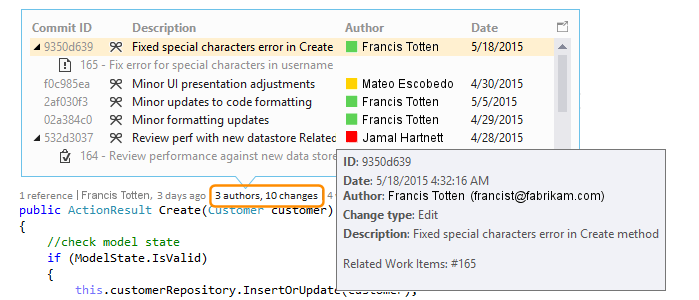 Commit ID Description Author Date
9350d639 Fixed special characters error in Create Francis Totten 5/18/2015
165 - Fix error for special characters in username
f0c985ea Minor UI presentation adjustments Mateo Escobedo 4/30/2015
2af030f3 Minor updates to code formatting Francis Totten 5/5/2015
02a384c0 Minor formatting updates Francis Totten 4/29/2015
532d3037 Review perf with new datastore Related Jamal Hartnett 4/28/2015
164 - Review performance against new data store
ID: 9350d639
Date: 5/18/2015 4:32:16 AM
Author: Francis Totten (francist@fabrikam.com)
Change type: Edit
Description: Fixed special characters error in Create method
Related Work Items: #165
1 reference | Francis Totten, 3 days ago 3 authors, 10 changes 4
public ActionResult Create(Customer customer)
{
//check model state
if (ModelState.IsValid)
{
this.customerRepository.InsertOrUpdate(customer);